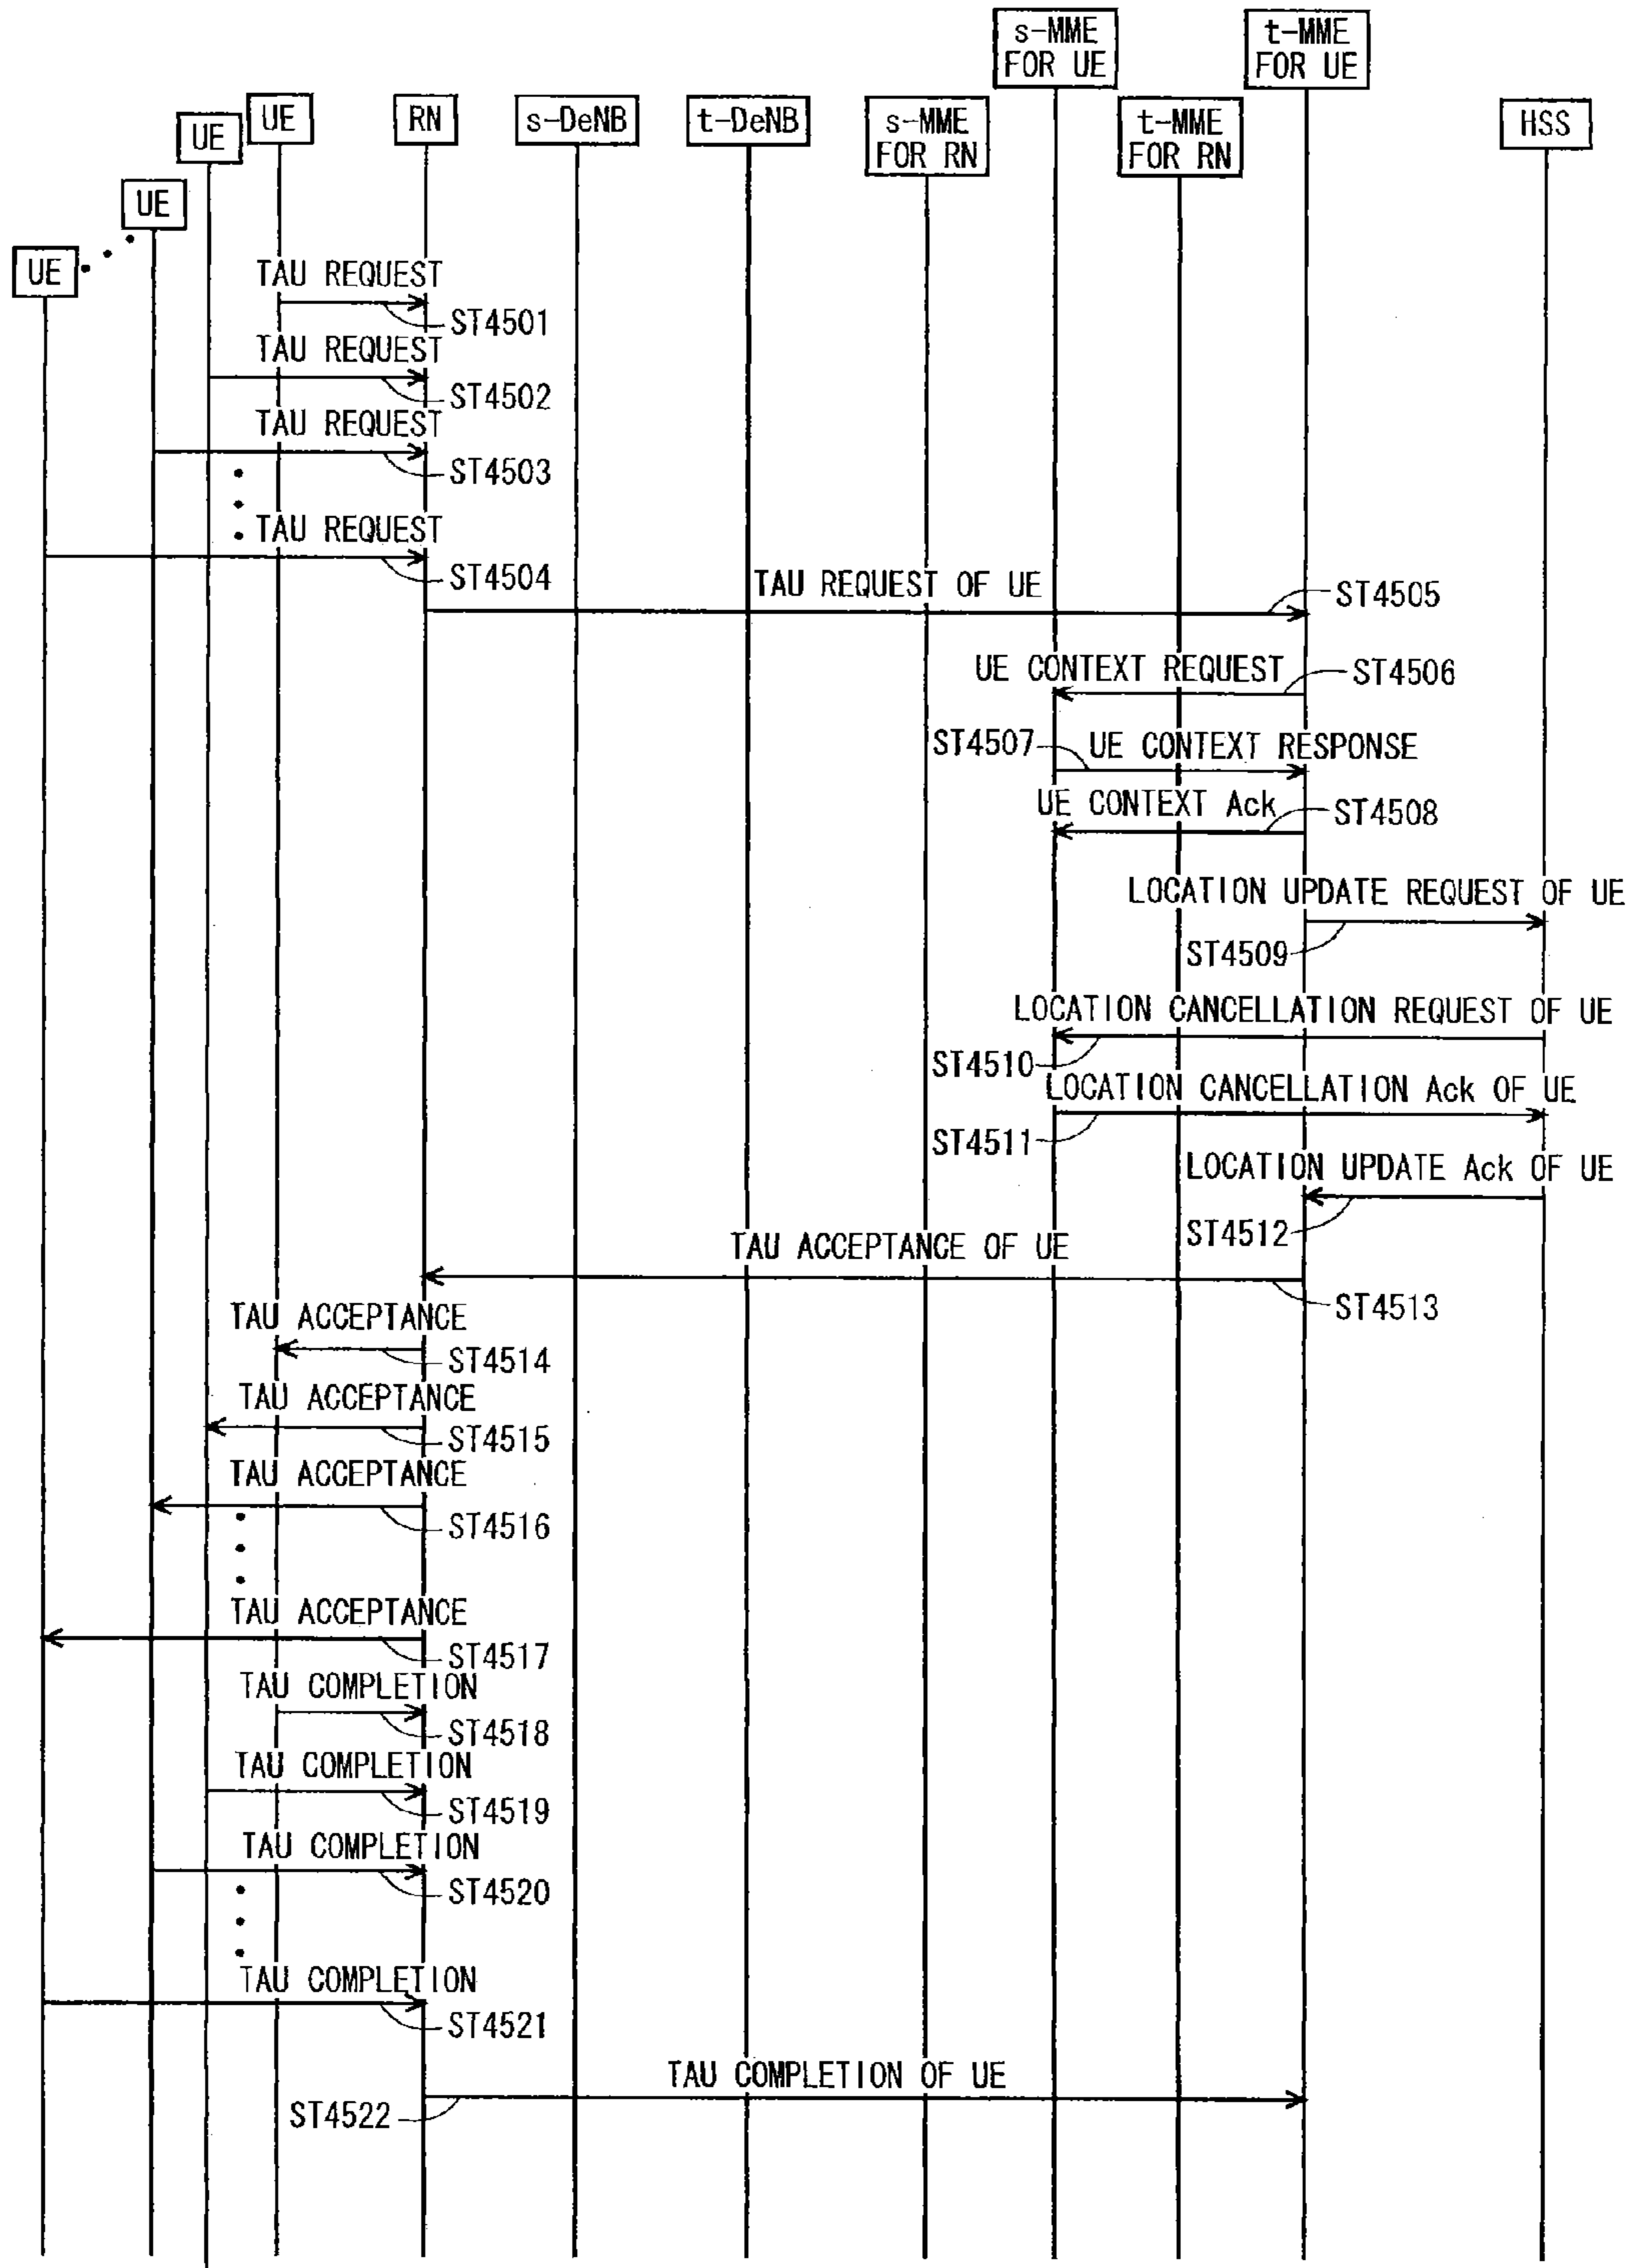 s-MME
FOR UE
t-MME
FOR UE
UE
UE
UE
UE
RN
s-DeNB
t-DeNB
s-MME
FOR RN
t-MME
FOR RN
HSS
TAU REQUEST
ST4501
TAU REQUEST
ST4502
TAU REQUEST
ST4503
TAU REQUEST
ST4504
TAU REQUEST OF UE
ST4505
UE CONTEXT REQUEST
ST4506
ST4507
UE CONTEXT RESPONSE
UE CONTEXT Ack
ST4508
LOCATION UPDATE REQUEST OF UE
ST4509
LOCATION CANCELLATION REQUEST OF UE
ST4510
LOCATION CANCELLATION Ack OF UE
ST4511
LOCATION UPDATE Ack OF UE
ST4512
TAU ACCEPTANCE OF UE
ST4513
TAU ACCEPTANCE
ST4514
TAU ACCEPTANCE
ST4515
TAU ACCEPTANCE
ST4516
TAU ACCEPTANCE
ST4517
TAU COMPLETION
ST4518
TAU COMPLETION
ST4519
TAU COMPLETION
ST4520
TAU COMPLETION
ST4521
TAU COMPLETION OF UE
ST4522